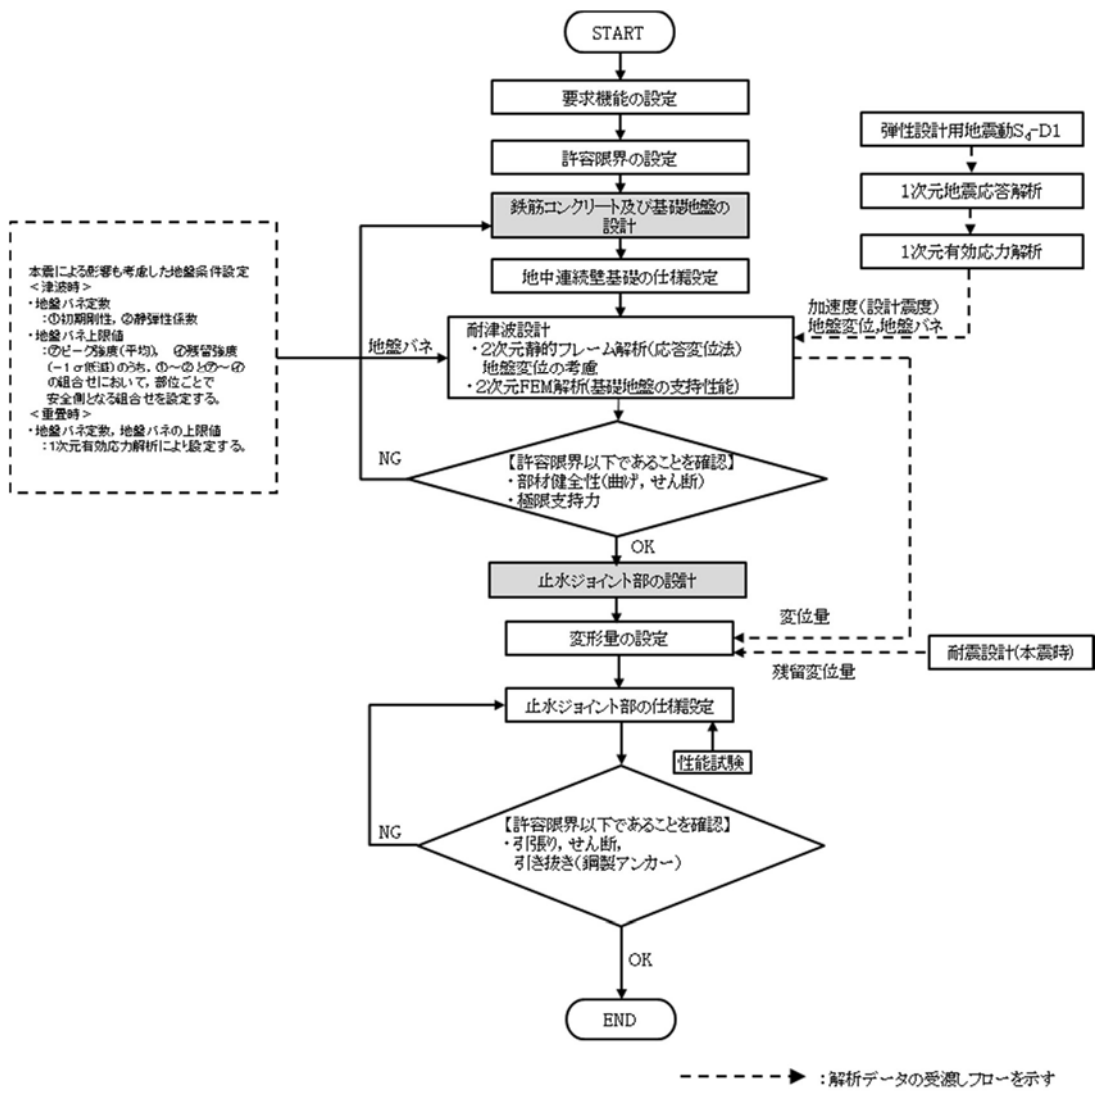 START
要求機能の設定
許容限界の設定
鉄筋コンクリート及び基礎地盤の
設計
地中連続壁基礎の仕様設定
弾性設計用地震動Sd-D1
1次元地震応答解析
1次元有効応力解析
加速度(設計震度)
地盤変位,地盤バネ
本震による影響も考慮した地盤条件設定
<津波時>
・地盤バネ定数
:①初期剛性, ②静弾性係数
・地盤バネ上限値
:㋐ピーク強度(平均), ㋑残留強度
(-1σ低減)のうち, ①~②と㋐~㋑
の組合せにおいて, 部位ごとで
安全側となる組合せを設定する。
<重畳時>
・地盤バネ定数, 地盤バネの上限値
:1次元有効応力解析により設定する。
地盤バネ
耐津波設計
・2次元静的フレーム解析(応答変位法)
地盤変位の考慮
・2次元FEM解析(基礎地盤の支持性能)
NG
【許容限界以下であることを確認】
・部材健全性(曲げ, せん断)
・極限支持力
OK
止水ジョイント部の設計
変位量
変形量の設定
耐震設計(本震時)
残留変位量
止水ジョイント部の仕様設定
性能試験
NG
【許容限界以下であることを確認】
・引張り, せん断,
引き抜き(鋼製アンカー)
OK
END
:解析データの受渡しフローを示す